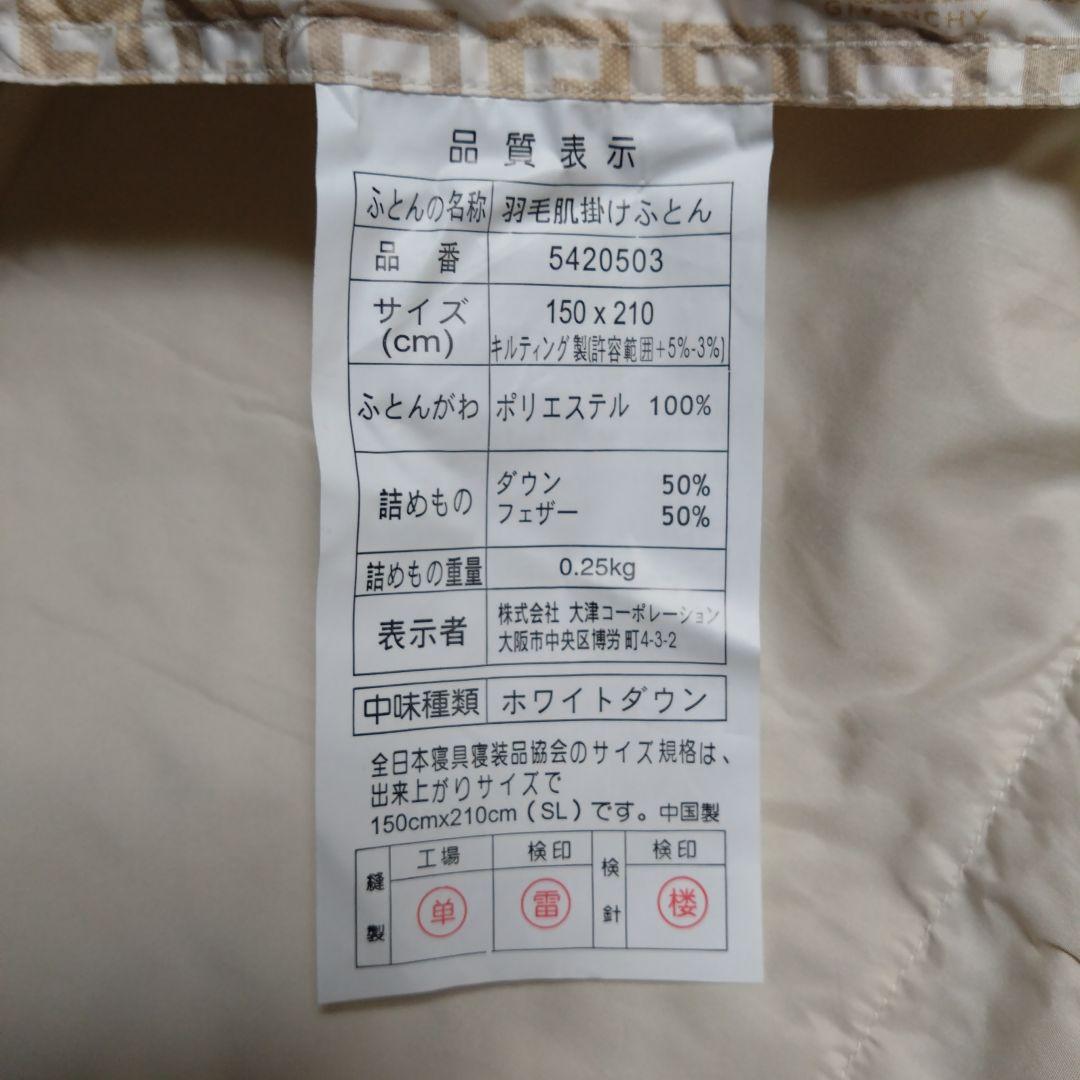 GIVENCHY
品質表示
ふとんの名称 羽毛肌掛けふとん
品番 5420503
サイズ(cm) 150 x 210
キルティング製(許容範囲+5%-3%)
ふとんがわ ポリエステル 100%
詰めもの ダウン 50%
フェザー 50%
詰めもの重量 0.25kg
表示者 株式会社 大津コーポレーション
大阪市中央区博労町4-3-2
中味種類 ホワイトダウン
全日本寝具寝装品協会のサイズ規格は、
出来上がりサイズで
150cmx210cm(SL)です。中国製
縫製 工場 検印 検針 検印
单 雷 楼